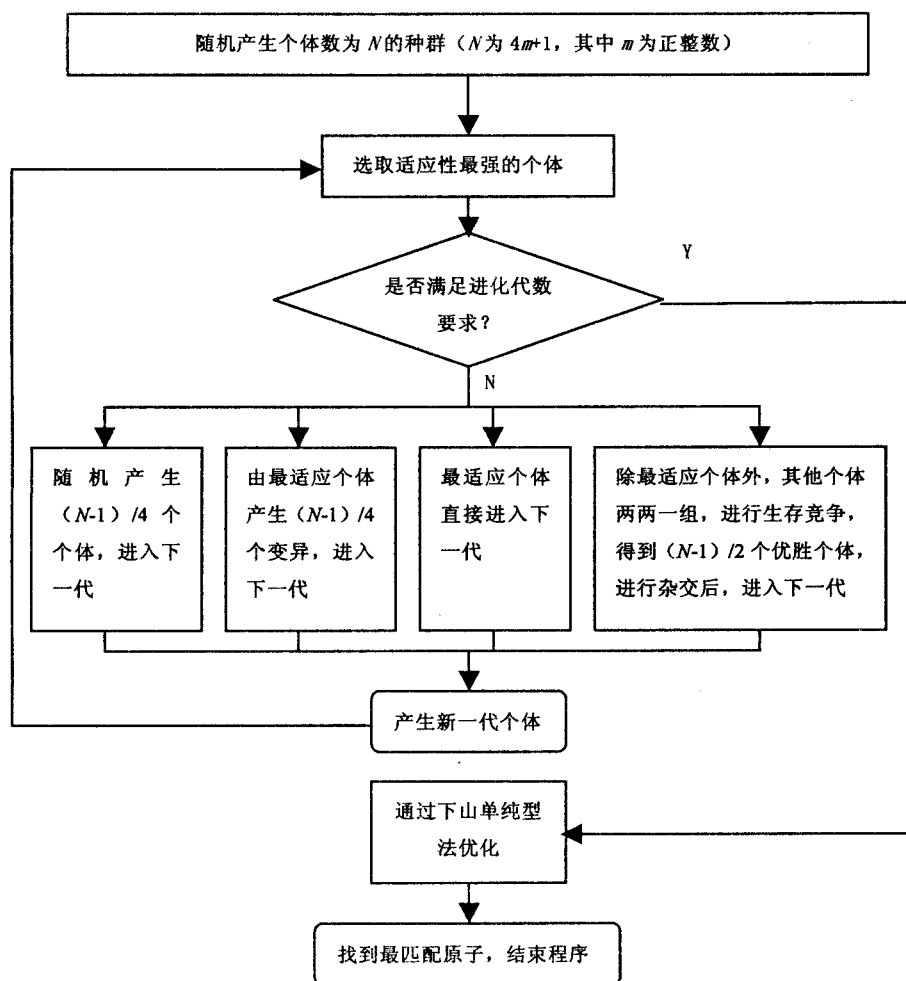 随机产生个体数为 N 的种群（N 为 4m+1，其中 m 为正整数）
选取适应性最强的个体
Y
是否满足进化代数
要求？
N
随机产生
（N-1）/4 个
个体，进入下
一代
由最适应个体
产生（N-1）/4
个变异，进入
下一代
最适应个体
直接进入下
一代
除最适应个体外，其他个体
两两一组，进行生存竞争，
得到（N-1）/2 个优胜个体，
进行杂交后，进入下一代
产生新一代个体
通过下山单纯型
法优化
找到最匹配原子，结束程序